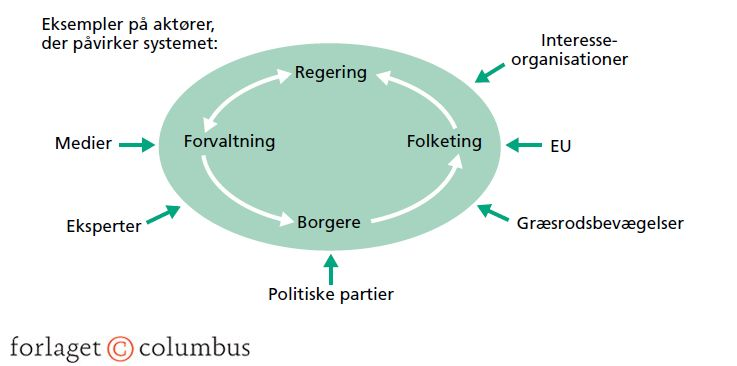 Eksempler på aktører,
der påvirker systemet:
Interesse-
organisationer
Regering
Medier
Forvaltning
Folketing
EU
Eksperter
Borgere
Græsrodsbevægelser
Politiske partier
forlaget © columbus